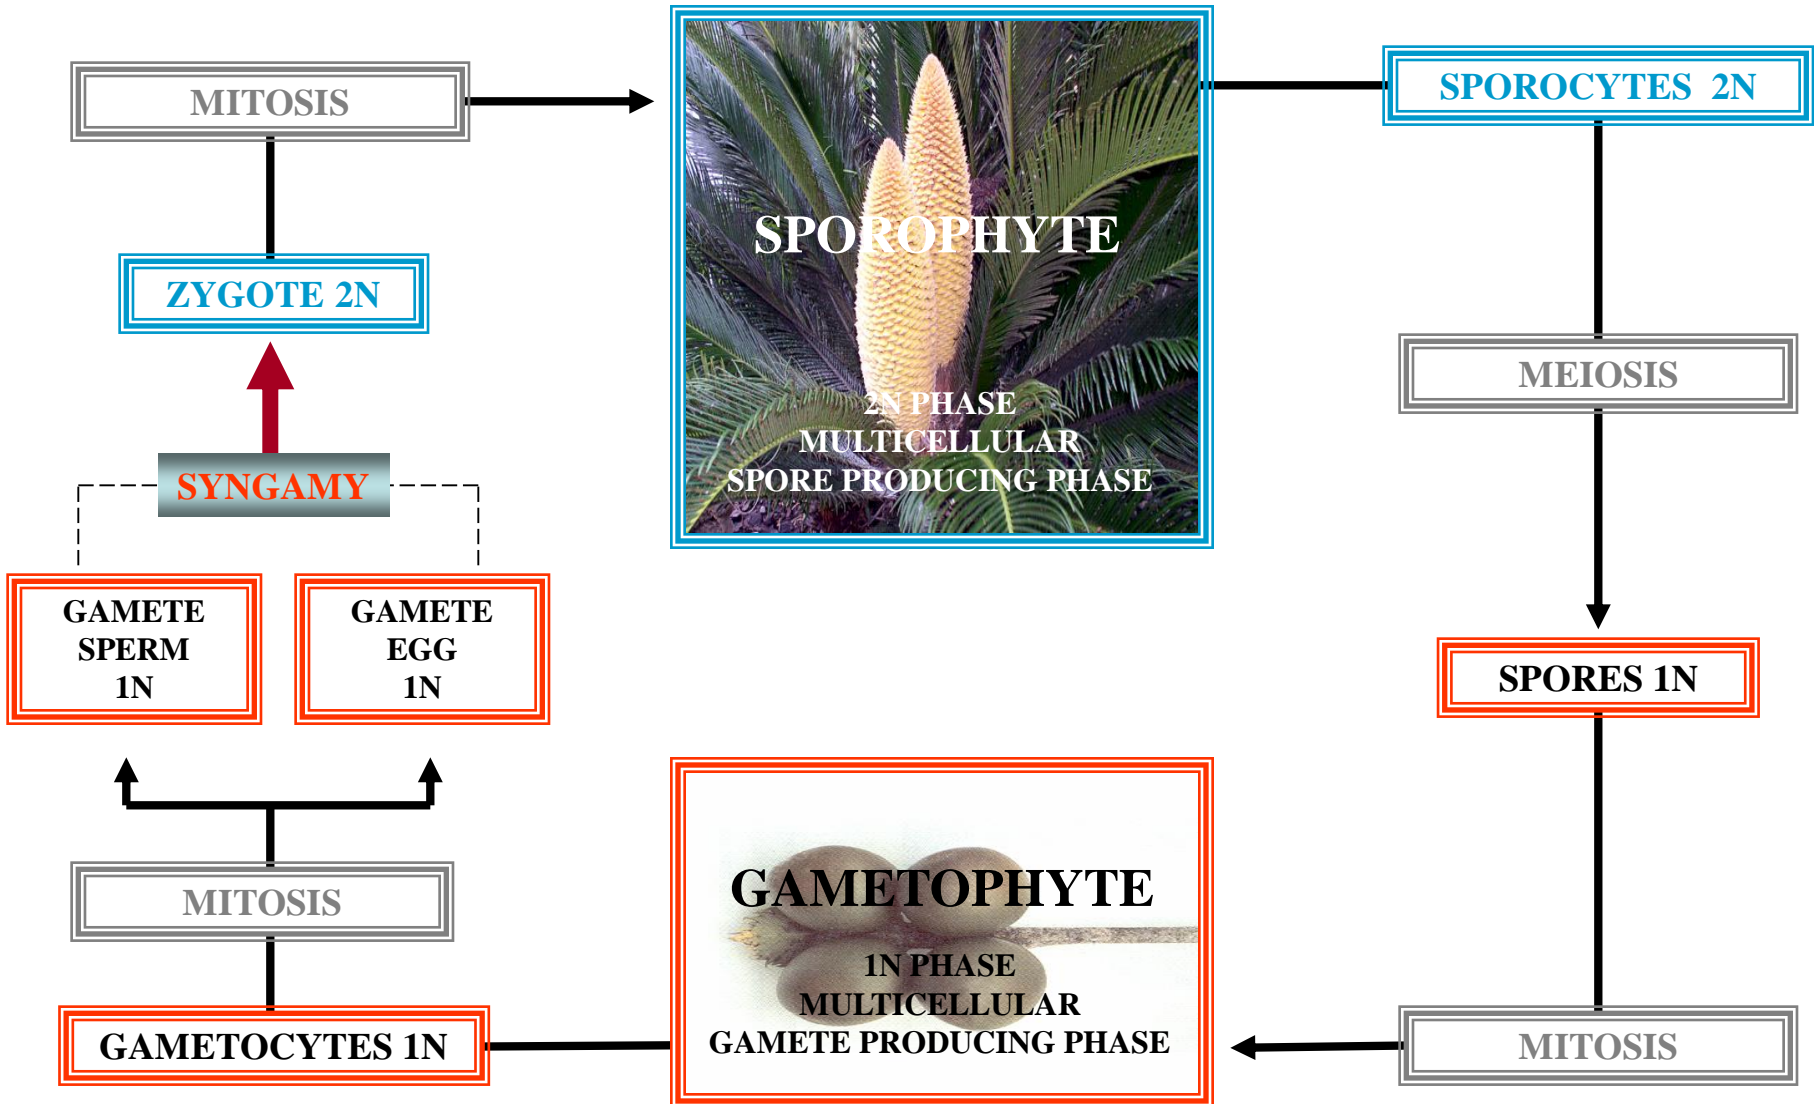 MITOSIS
SPOROPHYTE
2N PHASE
MULTICELLULAR
SPORE PRODUCING PHASE
SPOROCYTES 2N
ZYGOTE 2N
MEIOSIS
SYNGAMY
GAMETE
SPERM
1N
GAMETE
EGG
1N
SPORES 1N
MITOSIS
GAMETOPHYTE
1N PHASE
MULTICELLULAR
GAMETE PRODUCING PHASE
GAMETOCYTES 1N
MITOSIS